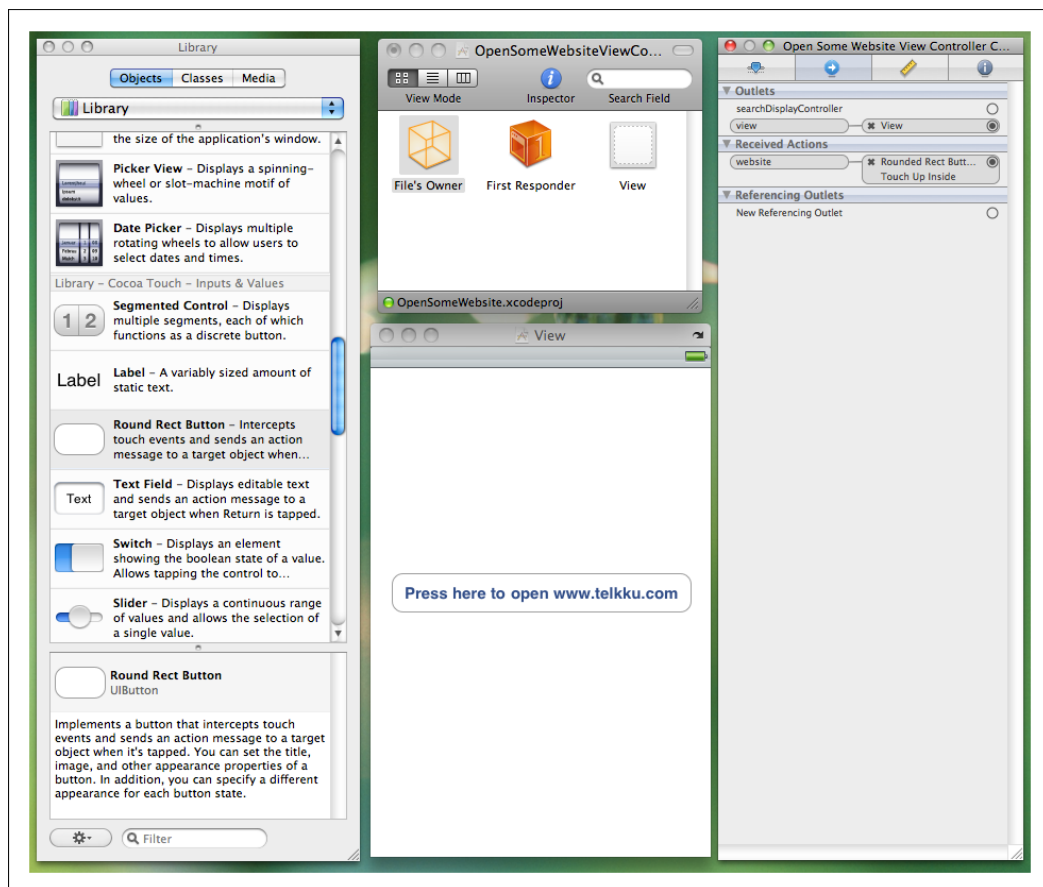 Library
Objects
Classes
Media
Library
the size of the application's window.
Picker View – Displays a spinning-
wheel or slot-machine motif of
values.
Date Picker – Displays multiple
rotating wheels to allow users to
select dates and times.
Library – Cocoa Touch – Inputs & Values
1 2
Segmented Control – Displays
multiple segments, each of which
functions as a discrete button.
Label
Label – A variably sized amount of
static text.
Round Rect Button – Intercepts
touch events and sends an action
message to a target object when...
Text
Text Field – Displays editable text
and sends an action message to a
target object when Return is tapped.
Switch – Displays an element
showing the boolean state of a value.
Allows tapping the control to...
Slider – Displays a continuous range
of values and allows the selection of
a single value.
Round Rect Button
UIButton
Implements a button that intercepts touch
events and sends an action message to a target
object when it's tapped. You can set the title,
image, and other appearance properties of a
button. In addition, you can specify a different
appearance for each button state.
Filter
OpenSomeWebsiteViewCo...
View Mode
Inspector
Search Field
File's Owner
First Responder
View
OpenSomeWebsite.xcodeproj
View
Press here to open www.telkku.com
Open Some Website View Controller C...
Outlets
searchDisplayController
view
View
Received Actions
website
Rounded Rect Butt...
Touch Up Inside
Referencing Outlets
New Referencing Outlet